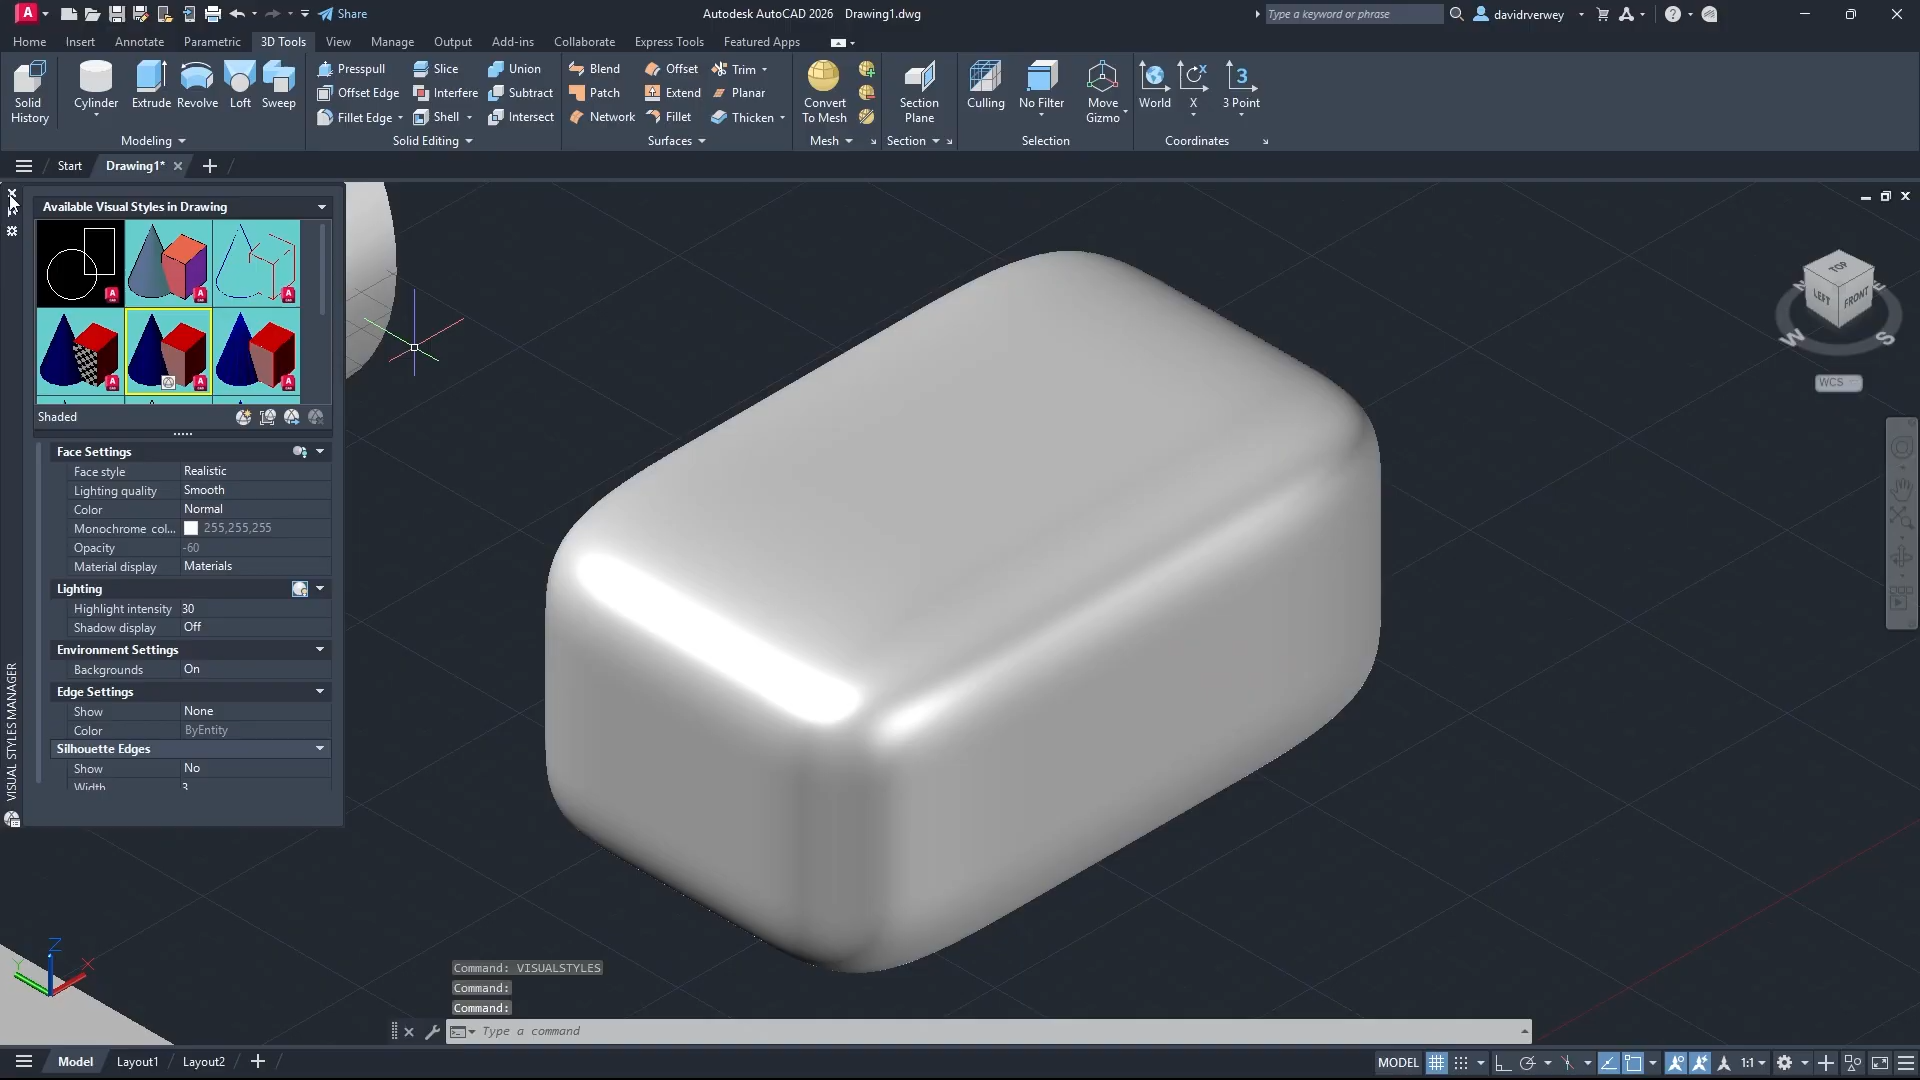 A Share Autodesk AutoCAD 2026 Drawing1.dwg Type a keyword or phrase davidrverwey
Home Insert Annotate Parametric 3D Tools View Manage Output Add-ins Collaborate Express Tools Featured Apps
Presspull Slice Union Blend Offset Trim
Offset Edge Interfere Subtract Patch Extend Planar
Fillet Edge Shell Intersect Network Fillet Thicken
Solid History Cylinder Extrude Revolve Loft Sweep Convert To Mesh Section Plane Culling No Filter Move Gizmo World X 3 Point
Modeling Solid Editing Surfaces Mesh Section Selection Coordinates
Start Drawing1* +
Available Visual Styles in Drawing
Shaded
Face Settings
Face style Realistic
Lighting quality Smooth
Color Normal
Monochrome col... 255,255,255
Opacity -60
Material display Materials
Lighting
Highlight intensity 30
Shadow display Off
Environment Settings
Backgrounds On
Edge Settings
Show None
Color ByEntity
Silhouette Edges
Show No
Width 3
VISUAL STYLES MANAGER
TOP
LEFT FRONT
W S
WCS
Z
Y X
Command: VISUALSTYLES
Command:
Command:
Type a command
Model Layout1 Layout2 + MODEL 1:1